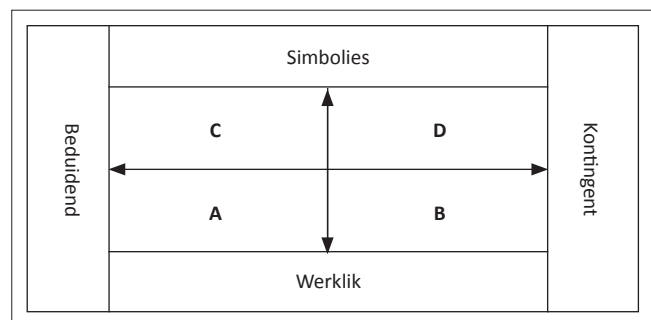 Simbolies
Beduidend
C
D
Kontingent
A
B
Werklik